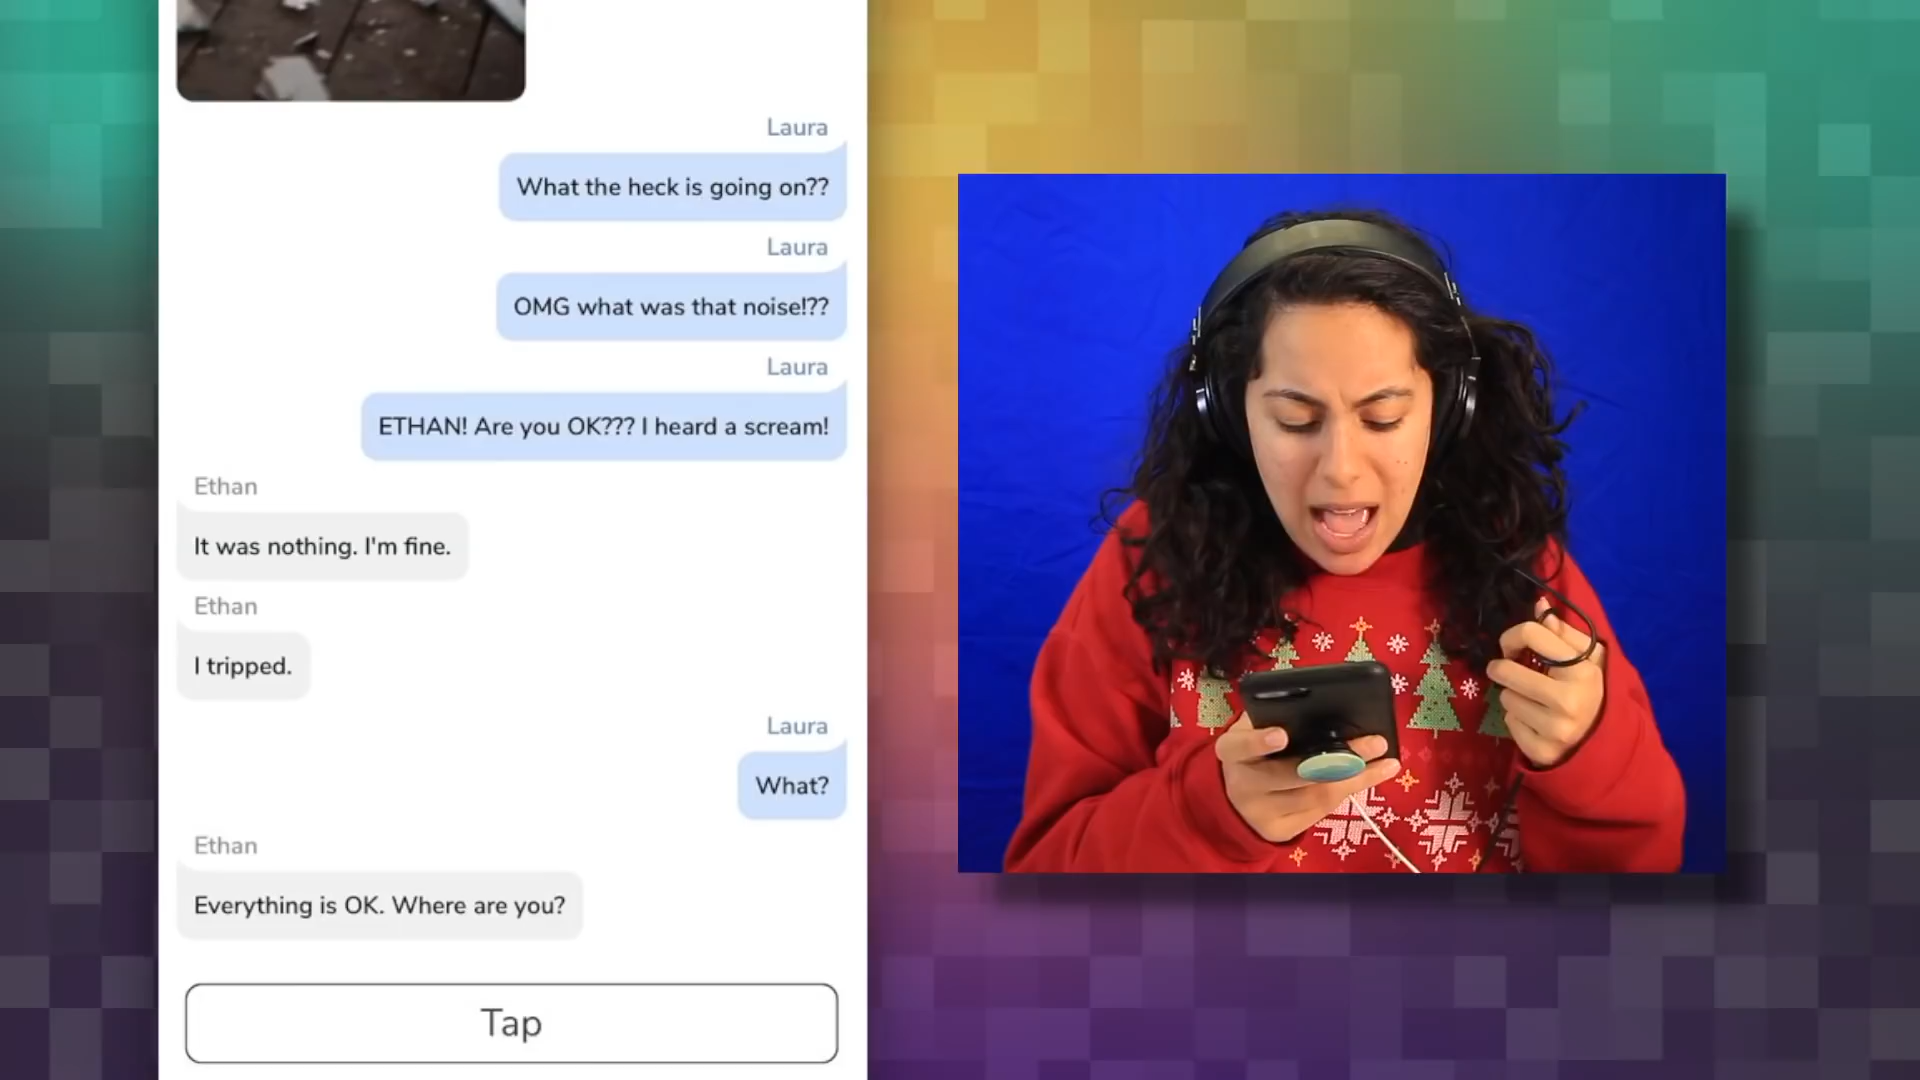 Laura
What the heck is going on??
Laura
OMG what was that noise!??
Laura
ETHAN! Are you OK??? I heard a scream!
Ethan
It was nothing. I'm fine.
Ethan
I tripped.
Laura
What?
Ethan
Everything is OK. Where are you?
Tap